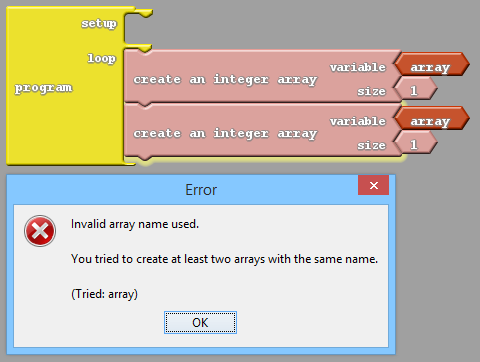 setup
loop
program
create an integer array
variable
array
size
1
create an integer array
variable
array
size
1
Error
Invalid array name used.
You tried to create at least two arrays with the same name.
(Tried: array)
OK